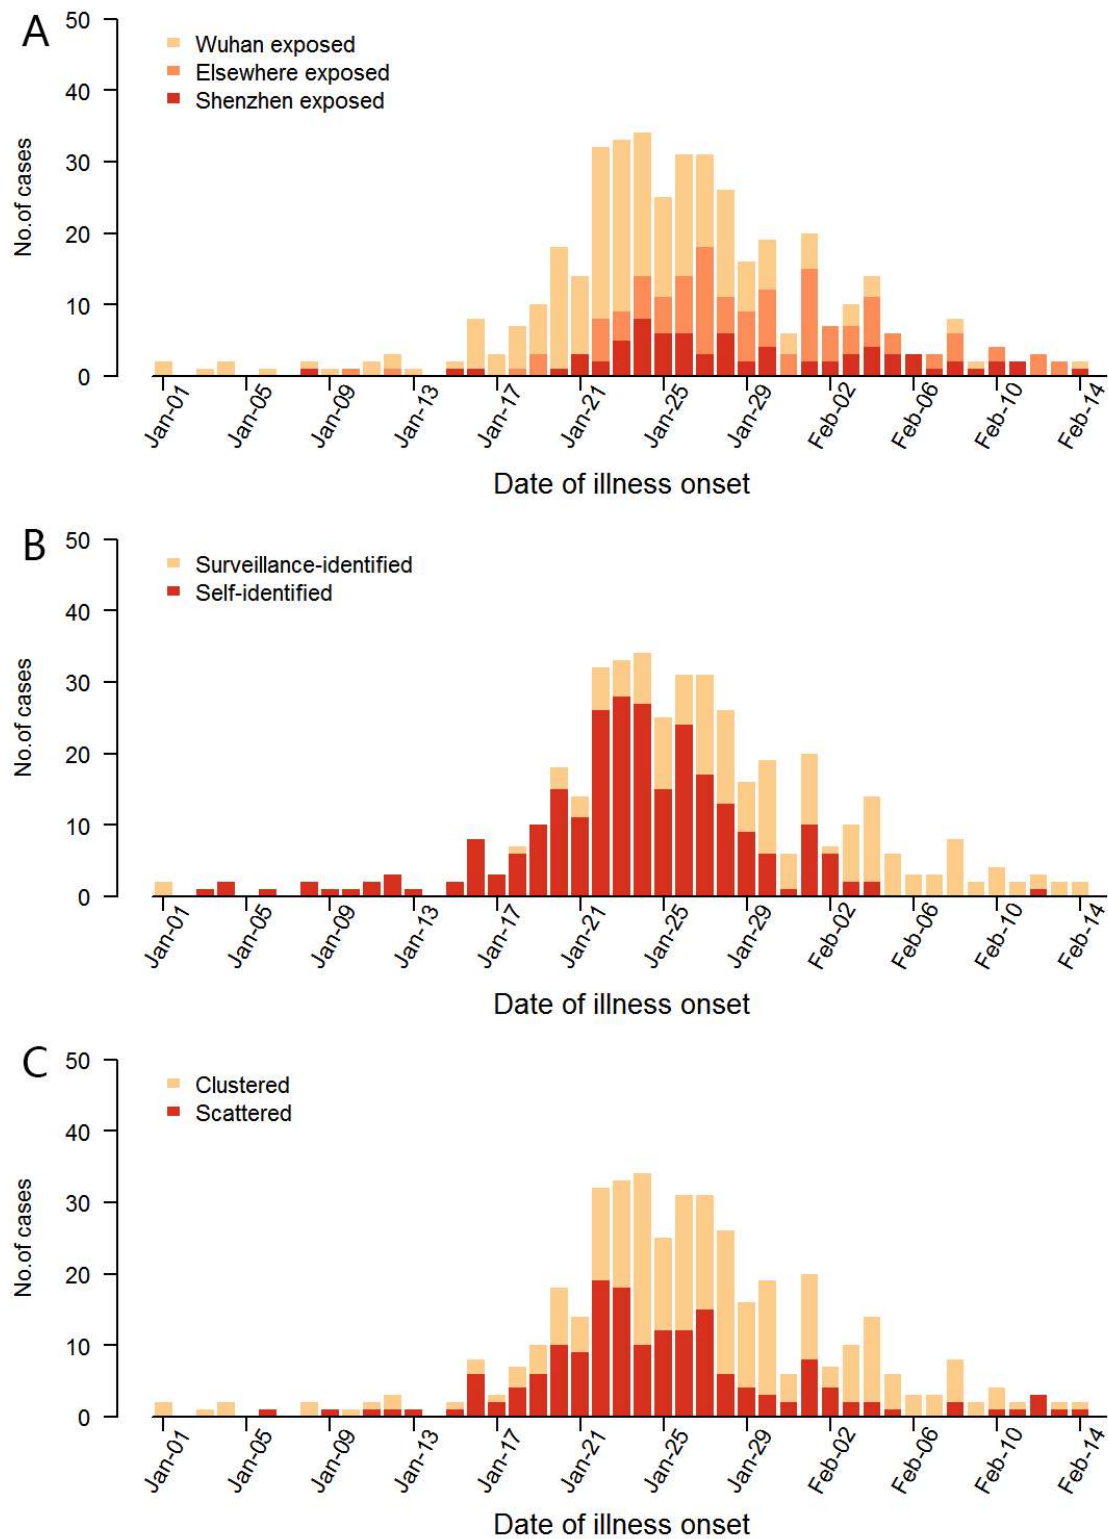 A
50
40
30
20
10
0
No.of cases
Wuhan exposed
Elsewhere exposed
Shenzhen exposed
Jan-01 Jan-05 Jan-09 Jan-13 Jan-17 Jan-21 Jan-25 Jan-29 Feb-02 Feb-06 Feb-10 Feb-14
Date of illness onset
B
50
40
30
20
10
0
No.of cases
Surveillance-identified
Self-identified
Jan-01 Jan-05 Jan-09 Jan-13 Jan-17 Jan-21 Jan-25 Jan-29 Feb-02 Feb-06 Feb-10 Feb-14
Date of illness onset
C
50
40
30
20
10
0
No.of cases
Clustered
Scattered
Jan-01 Jan-05 Jan-09 Jan-13 Jan-17 Jan-21 Jan-25 Jan-29 Feb-02 Feb-06 Feb-10 Feb-14
Date of illness onset